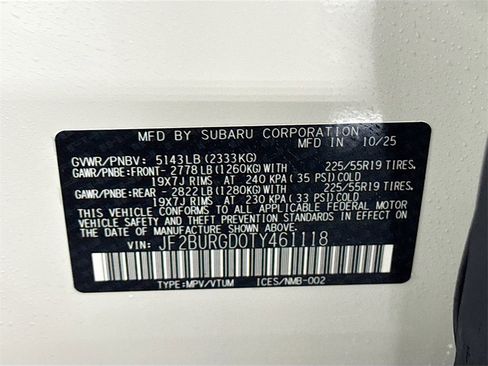 MFD BY SUBARU CORPORATION
MFD IN 10/25
GVWR/PNBV: 5143LB (2333KG)
GAWR/PNBE:FRONT- 2778LB (1260KG)WITH 225/55R19 TIRES.
19X7J RIMS AT 240 KPA (35 PSI)COLD
GAWR/PNBE:REAR - 2822LB (1280KG)WITH 225/55R19 TIRES.
19X7J RIMS AT 230 KPA (33 PSI)COLD
THIS VEHICLE CONFORMS TO ALL APPLICABLE FEDERAL MOTOR
VEHICLE SAFETY AND THEFT PREVENTION STANDARDS IN EFFECT ON
THE DATE OF MANUFACTURE SHOWN ABOVE.
VIN: JF2BURGD0TY461118
TYPE:MPV/VTUM ICES/NMB-002